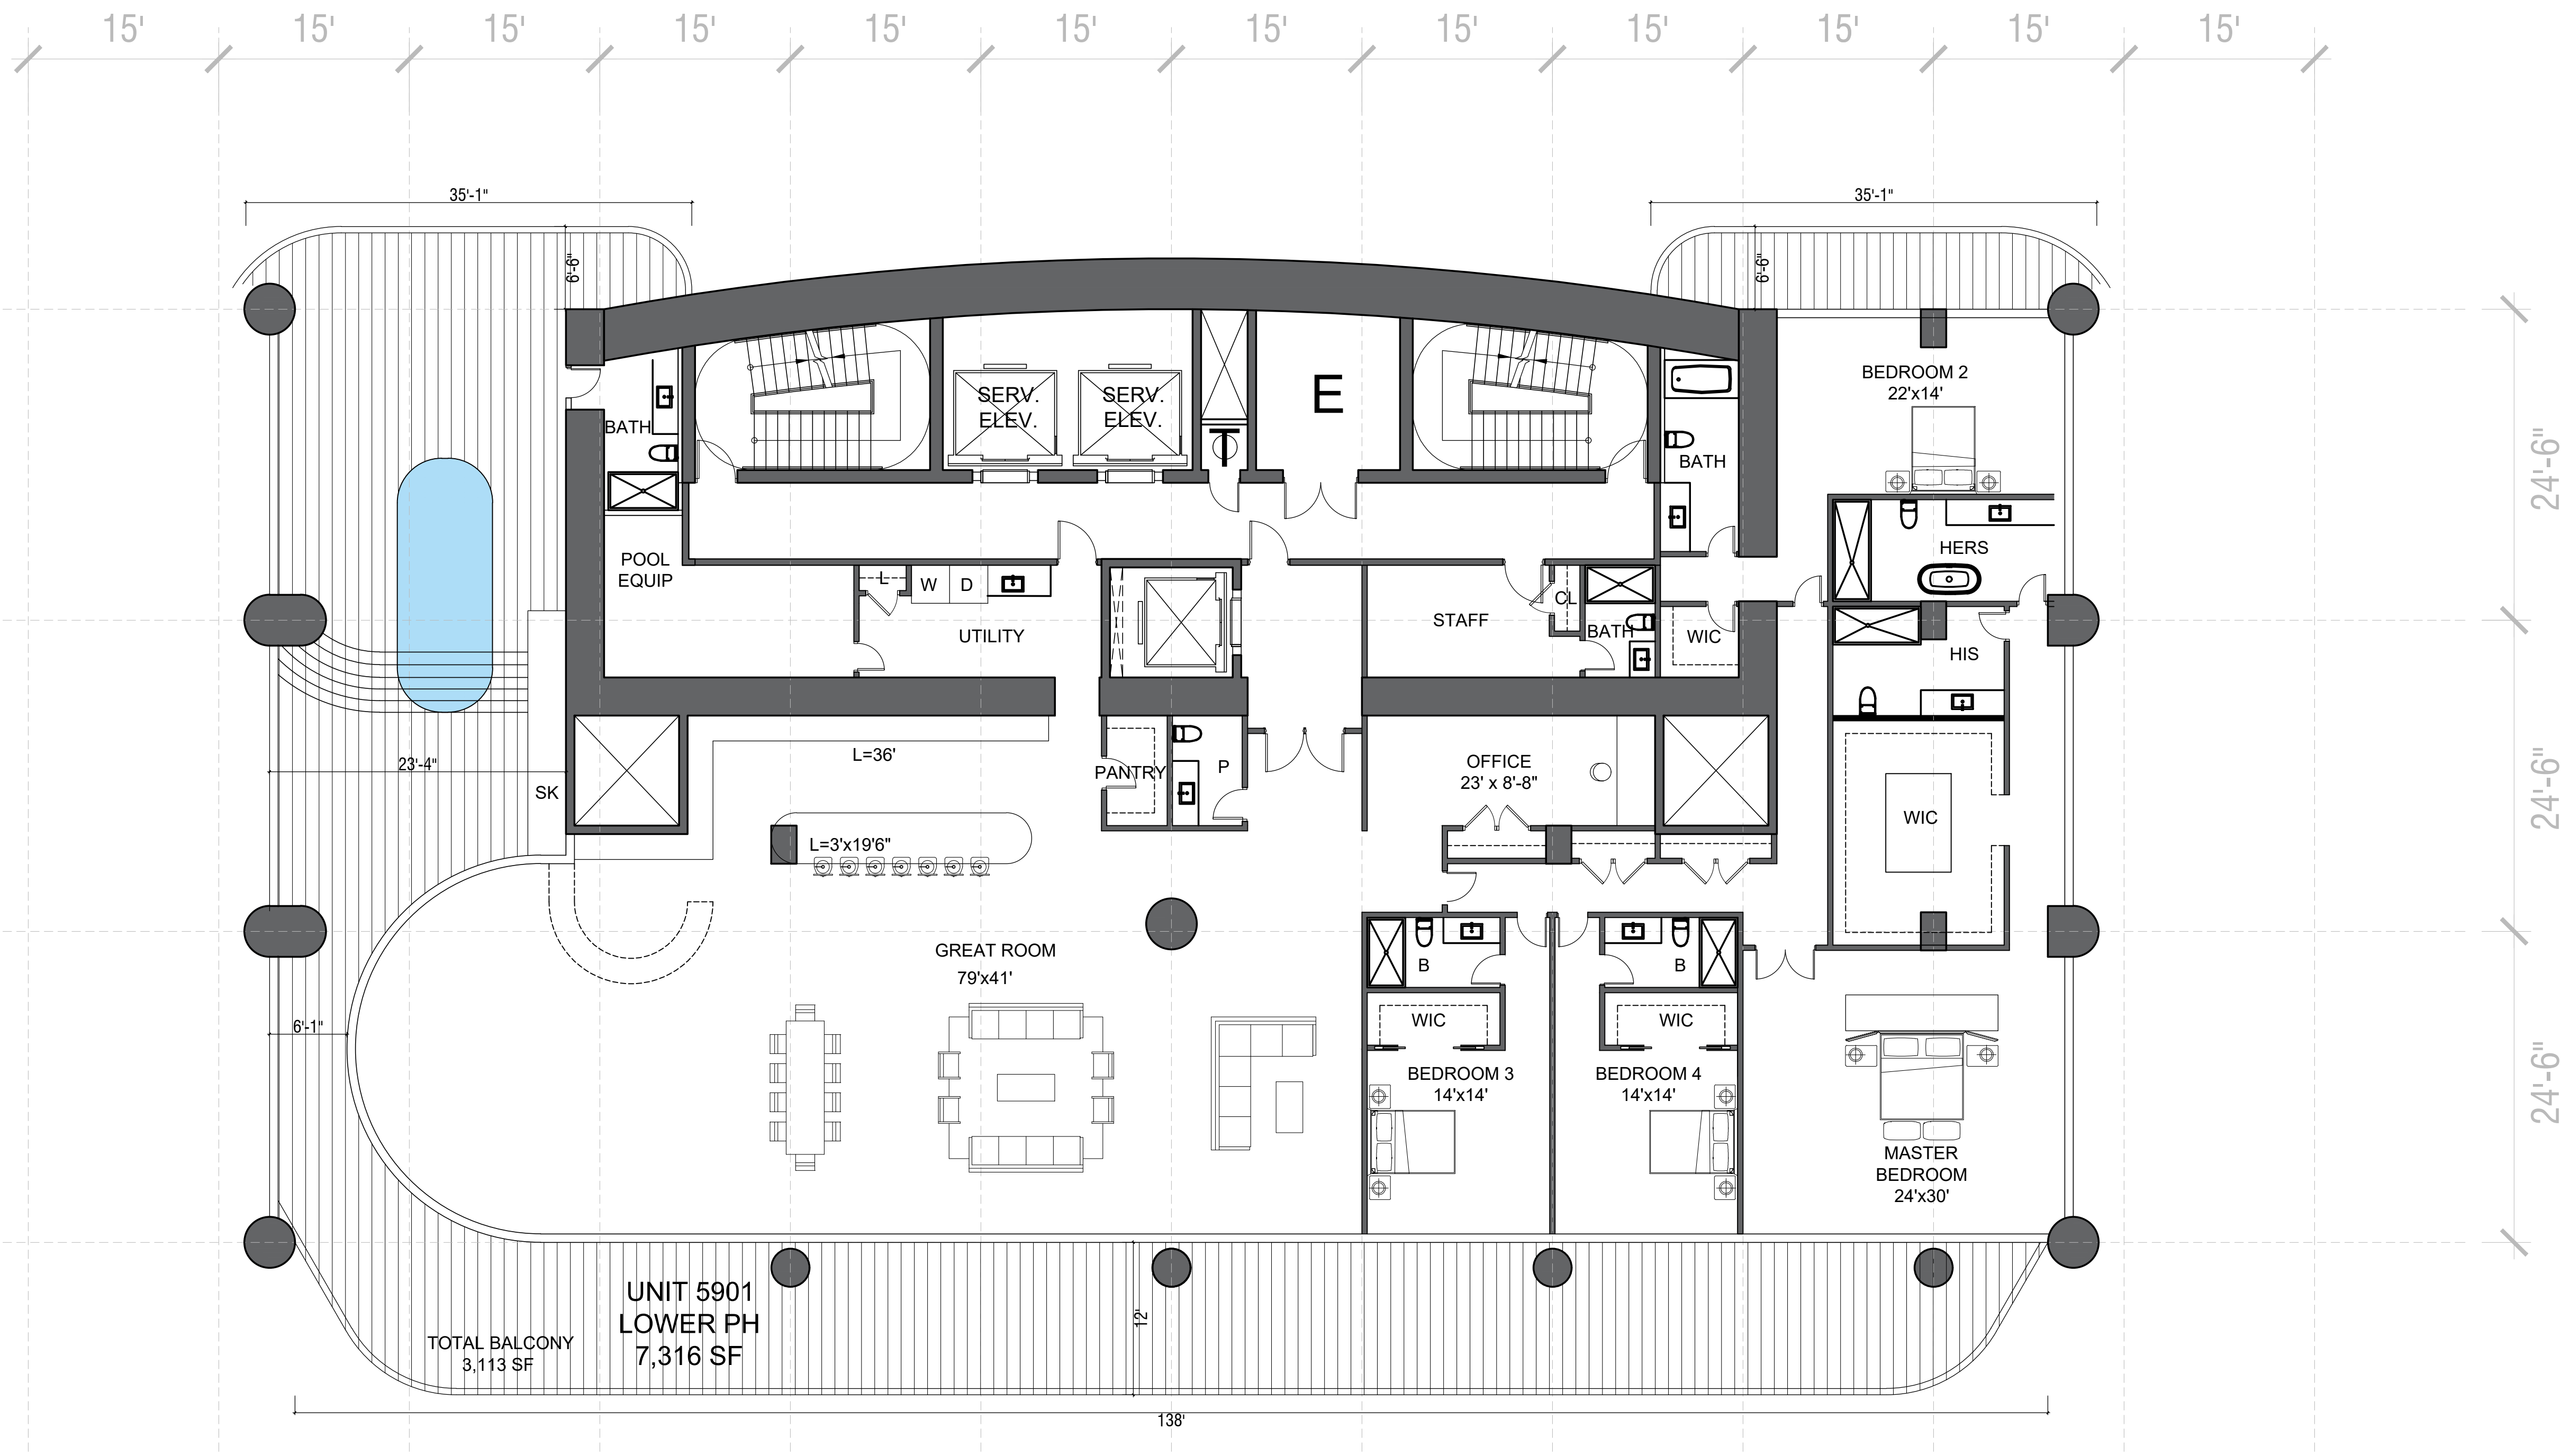 15' 15' 15' 15' 15' 15' 15' 15' 15' 15' 15' 15'
35'-1"
35'-1"
6'-6"
6'-6"
24'-6"
24'-6"
24'-6"
BATH
SERV.
ELEV.
SERV.
ELEV.
T
E
BATH
BEDROOM 2
22'x14'
POOL
EQUIP
L
W
D
UTILITY
STAFF
CL
BATH
WIC
HERS
HIS
23'-4"
SK
L=36'
PANTRY
P
OFFICE
23' x 8'-8"
WIC
L=3'x19'6"
GREAT ROOM
79'x41'
6'-1"
B
B
WIC
WIC
BEDROOM 3
14'x14'
BEDROOM 4
14'x14'
MASTER
BEDROOM
24'x30'
UNIT 5901
LOWER PH
7,316 SF
TOTAL BALCONY
3,113 SF
12'
138'